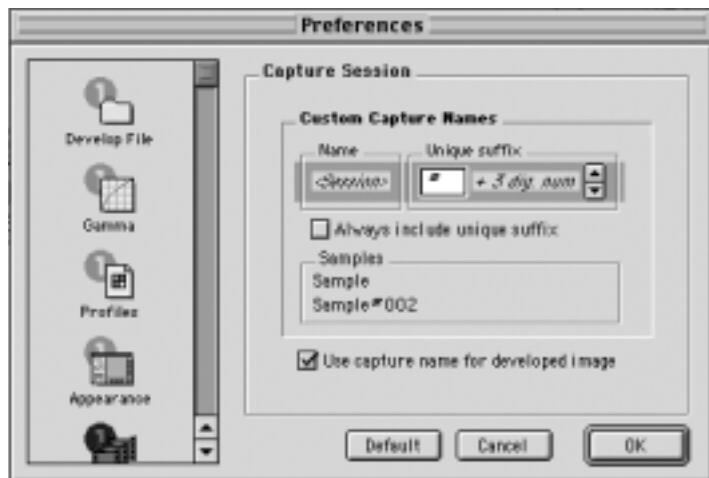 Preferences
Develop File
Gamma
Profiles
Appearance
Capture Session
Custom Capture Names
Name
Unique suffix
<Session>
# + 3 dig. num
Always include unique suffix
Samples
Sample
Sample#002
Use capture name for developed image
Default
Cancel
OK